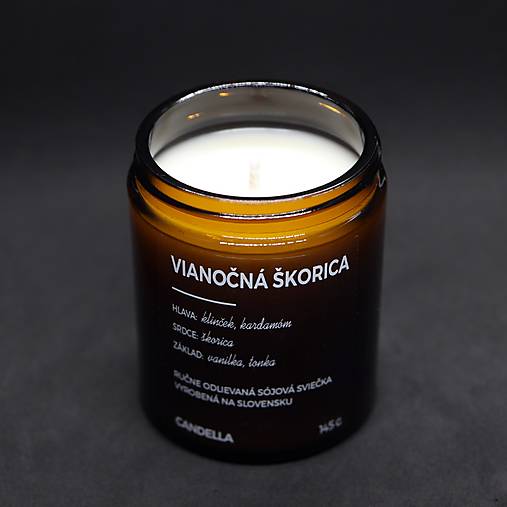 VIANOČNÁ ŠKORICA
HLAVA: klinček, kardamóm
SRDCE: škorica
ZÁKLAD: vanilka, tonka
RUČNE ODLIEVANÁ SÓJOVÁ SVIEČKA
VYROBENÁ NA SLOVENSKU
CANDELLA 145 G